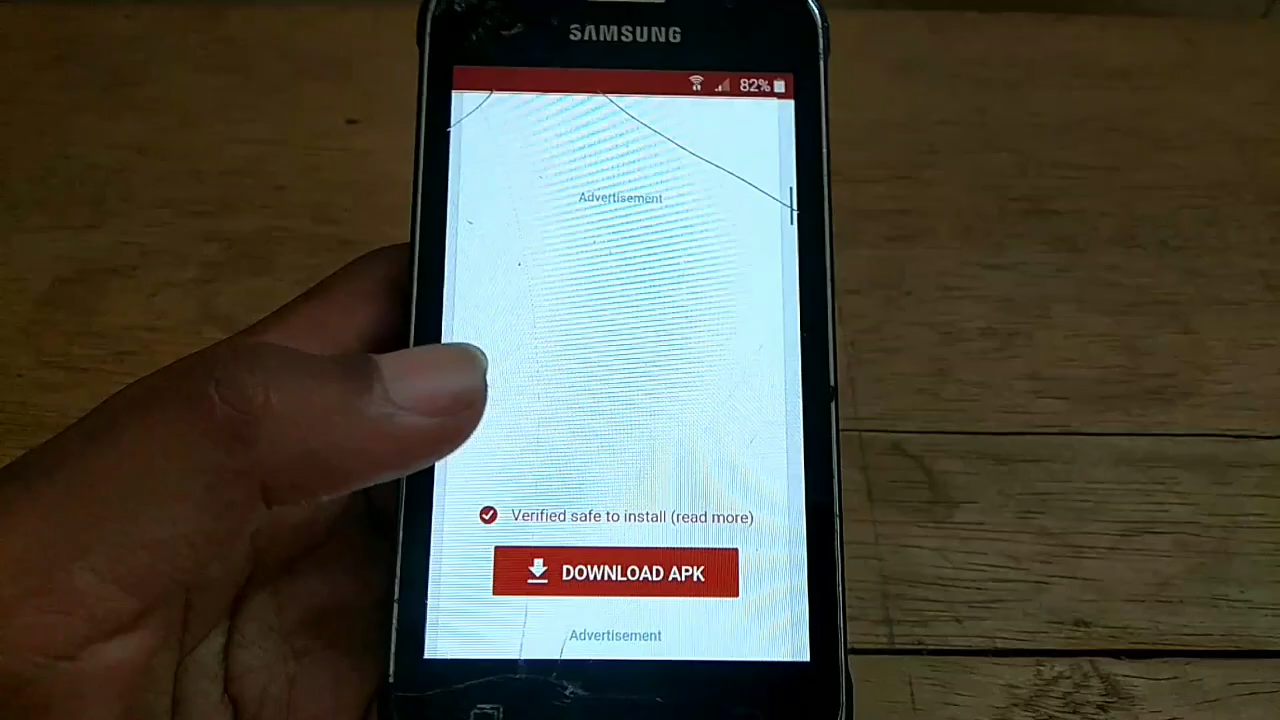 SAMSUNG
82%
Advertisement
Verified safe to install (read more)
DOWNLOAD APK
Advertisement